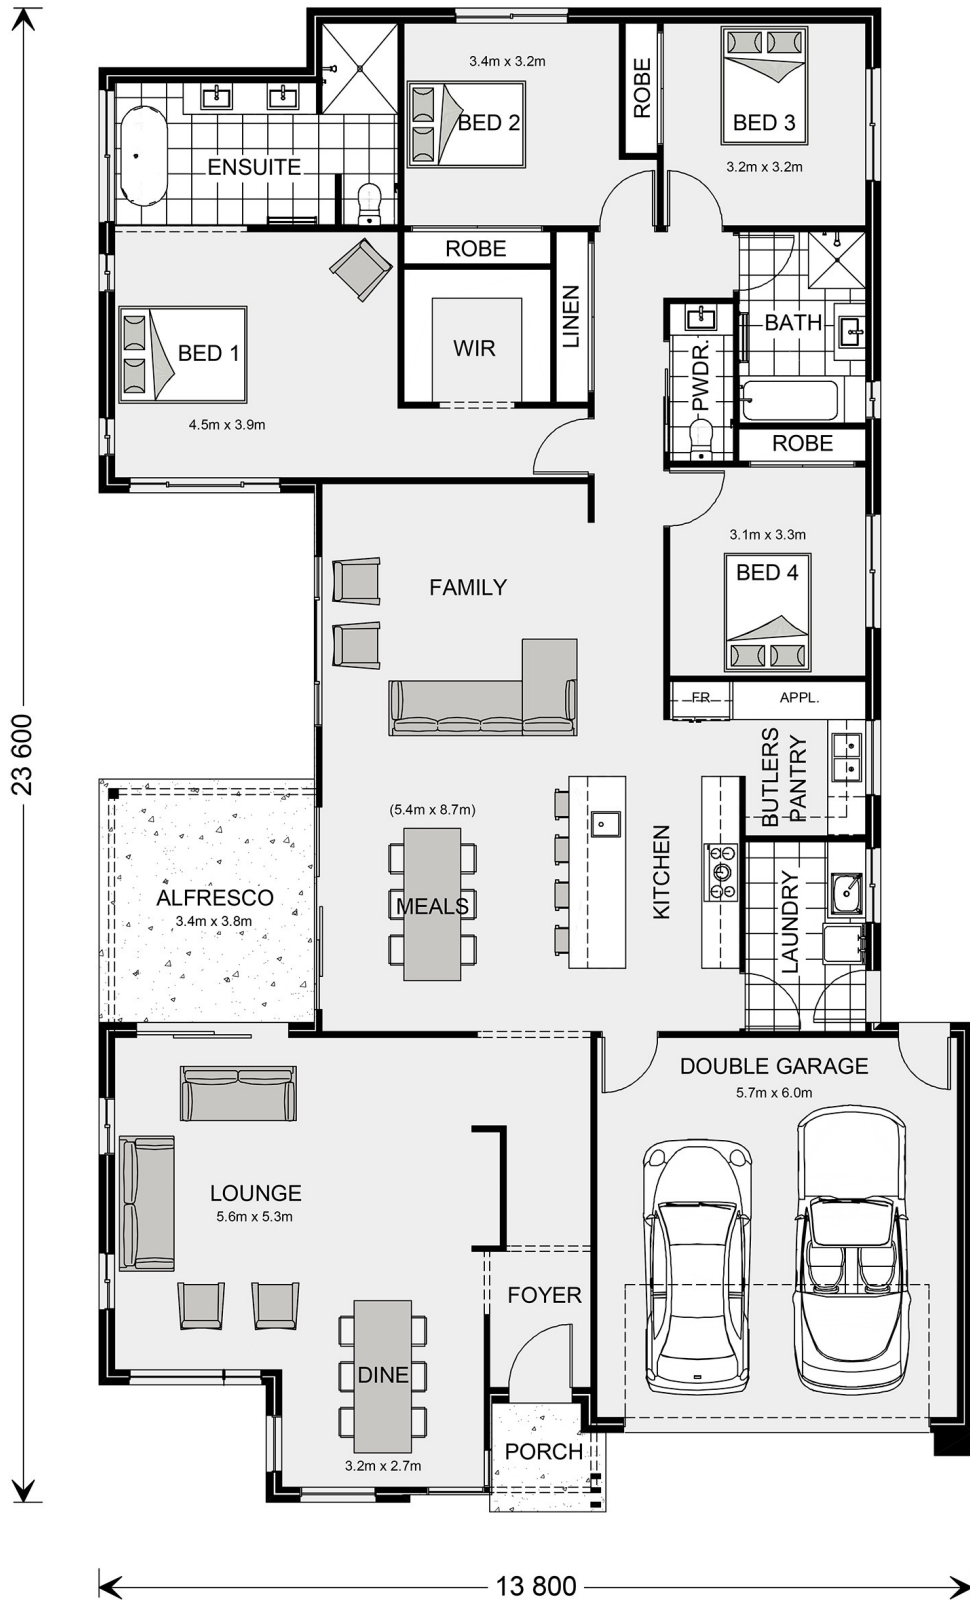 3.4m x 3.2m
BED 2
ROBE
BED 3
3.2m x 3.2m
ENSUITE
ROBE
LINEN
WIR
BED 1
4.5m x 3.9m
PWDR.
BATH
ROBE
3.1m x 3.3m
BED 4
FAMILY
FR
APPL.
BUTLERS
PANTRY
23 600
(5.4m x 8.7m)
MEALS
KITCHEN
LAUNDRY
ALFRESCO
3.4m x 3.8m
DOUBLE GARAGE
5.7m x 6.0m
LOUNGE
5.6m x 5.3m
FOYER
DINE
3.2m x 2.7m
PORCH
13 800